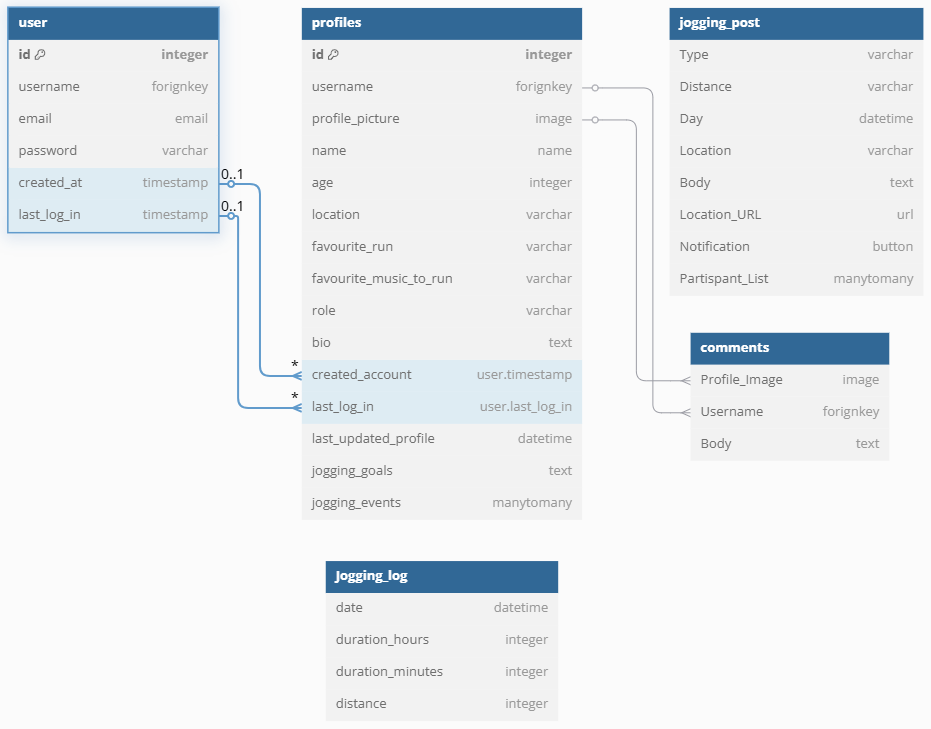 user
id integer
username forignkey
email email
password varchar
created_at timestamp
last_log_in timestamp
0..1
0..1
profiles
id integer
username forignkey
profile_picture image
name name
age integer
location varchar
favourite_run varchar
favourite_music_to_run varchar
role varchar
bio text
* created_account user.timestamp
* last_log_in user.last_log_in
last_updated_profile datetime
jogging_goals text
jogging_events manytomany
jogging_post
Type varchar
Distance varchar
Day datetime
Location varchar
Body text
Location_URL url
Notification button
Partispant_List manytomany
comments
Profile_Image image
Username forignkey
Body text
Jogging_log
date datetime
duration_hours integer
duration_minutes integer
distance integer